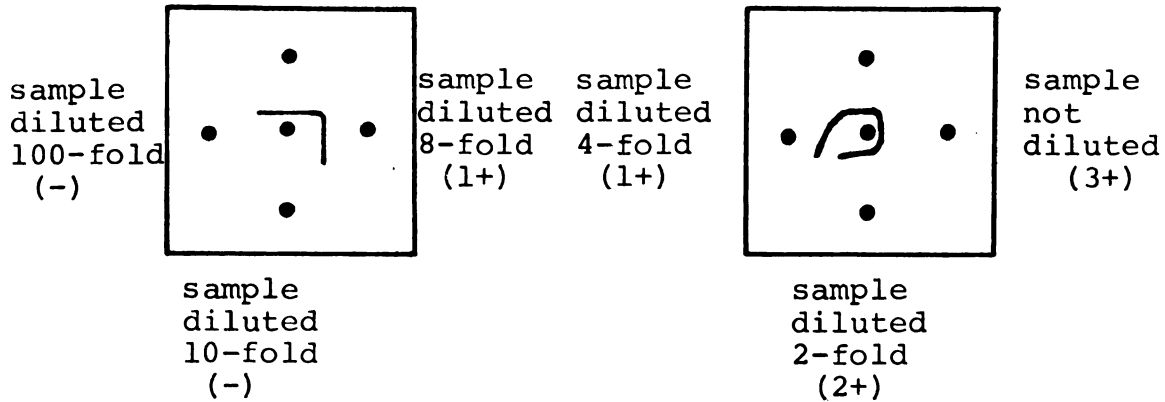 sample
diluted
100-fold
(-)
sample
diluted
8-fold
(1+)
sample
diluted
10-fold
(-)
sample
diluted
4-fold
(1+)
sample
not
diluted
(3+)
sample
diluted
2-fold
(2+)